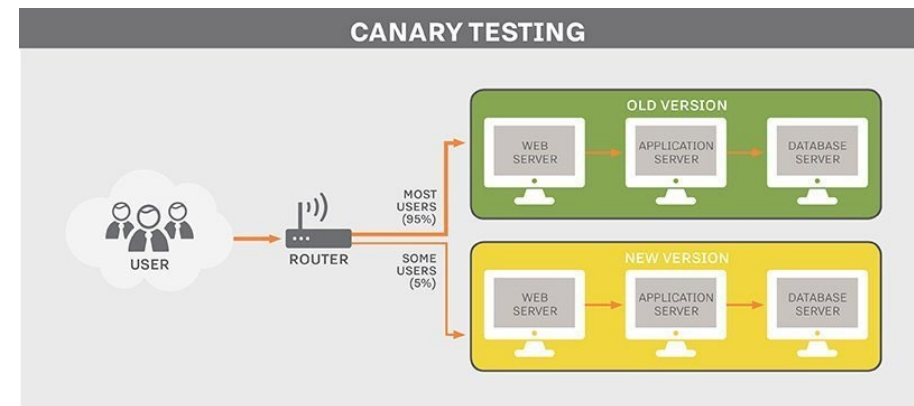 CANARY TESTING
USER
ROUTER
MOST
USERS
(95%)
SOME
USERS
(5%)
OLD VERSION
WEB
SERVER
APPLICATION
SERVER
DATABASE
SERVER
NEW VERSION
WEB
SERVER
APPLICATION
SERVER
DATABASE
SERVER